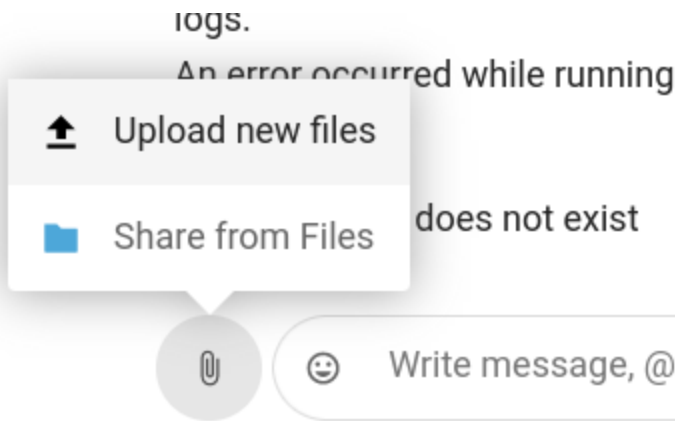 logs.
An error occurred while running
Upload new files
does not exist
Share from Files
Write message, @